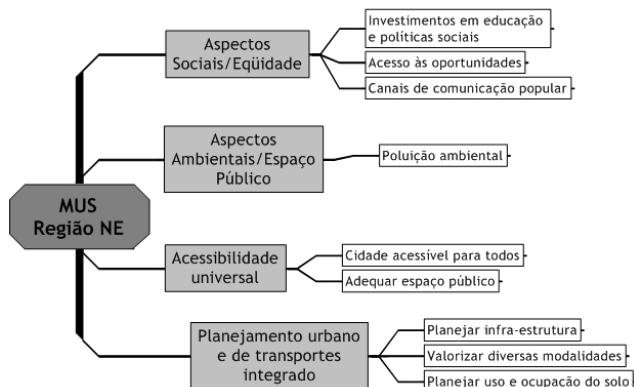 MUS
Região NE
Aspectos
Sociais/Eqüidade
Investimentos em educação
e políticas sociais
Acesso às oportunidades
Canais de comunicação popular
Aspectos
Ambientais/Espaço
Público
Poluição ambiental
Acessibilidade
universal
Cidade acessível para todos
Adequar espaço público
Planejamento urbano
e de transportes
integrado
Planejar infra-estrutura
Valorizar diversas modalidades
Planejar uso e ocupação do solo